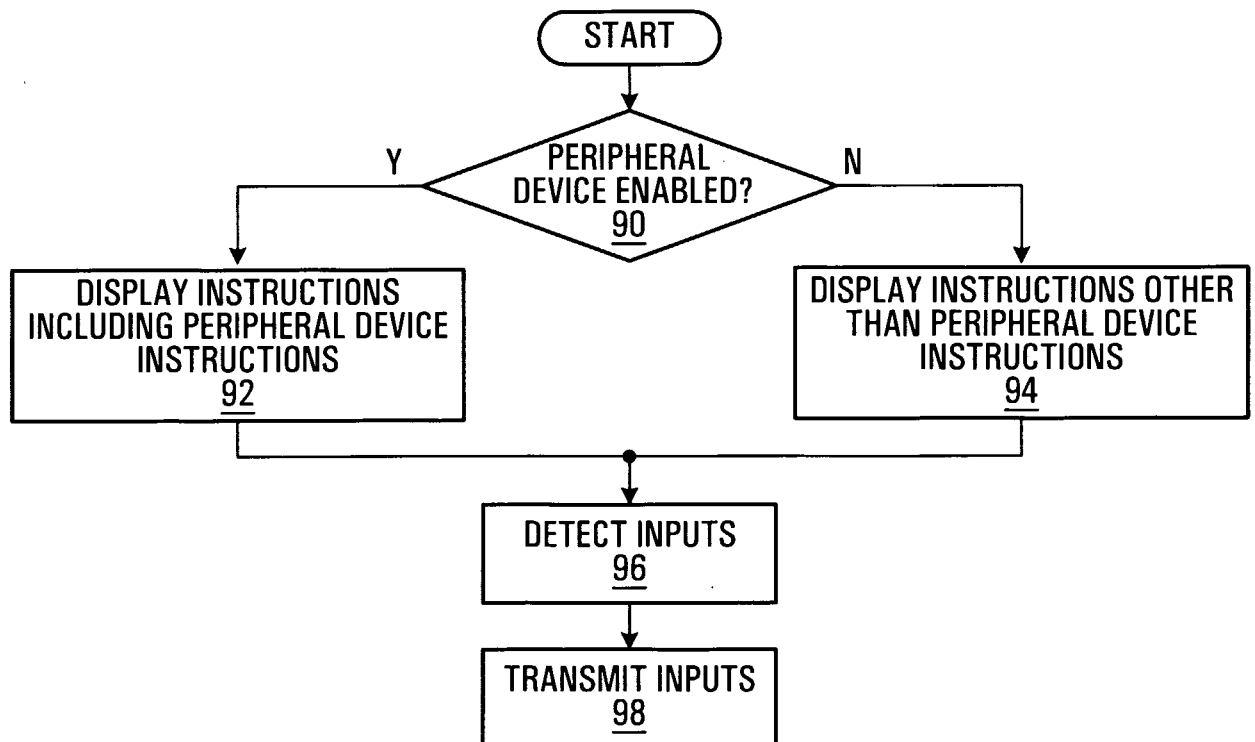 START
PERIPHERAL
DEVICE ENABLED?
90
Y
N
DISPLAY INSTRUCTIONS
INCLUDING PERIPHERAL DEVICE
INSTRUCTIONS
92
DISPLAY INSTRUCTIONS OTHER
THAN PERIPHERAL DEVICE
INSTRUCTIONS
94
DETECT INPUTS
96
TRANSMIT INPUTS
98